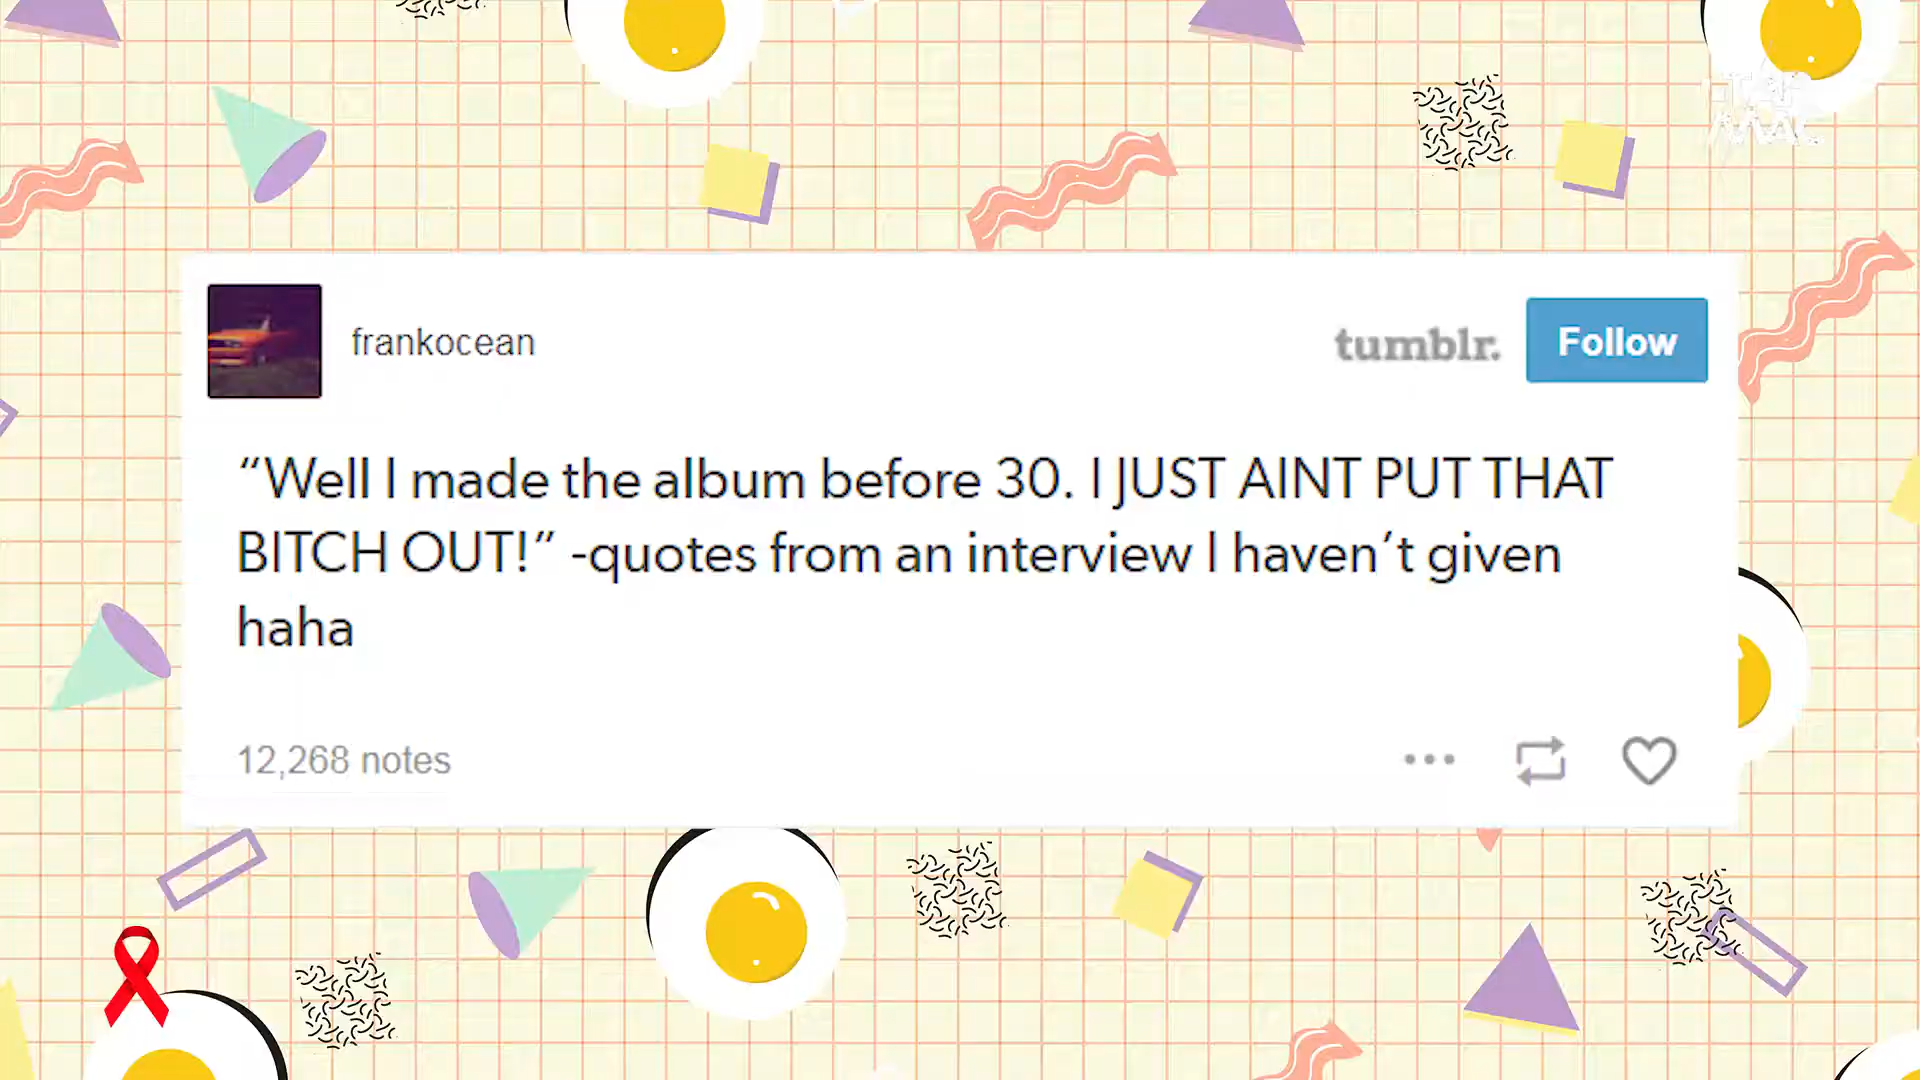 frankocean
tumblr.
Follow
“Well I made the album before 30. I JUST AINT PUT THAT
BITCH OUT!” -quotes from an interview I haven’t given
haha
12,268 notes